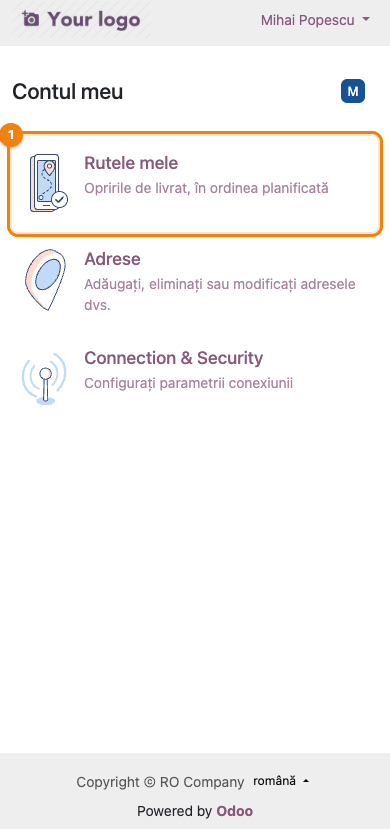 Your logo
Mihai Popescu
Contul meu
M
1
Rutele mele
Opririle de livrat, în ordinea planificată
Adrese
Adăugați, eliminați sau modificați adresele
dvs.
Connection & Security
Configurați parametrii conexiunii
Copyright © RO Company română
Powered by Odoo